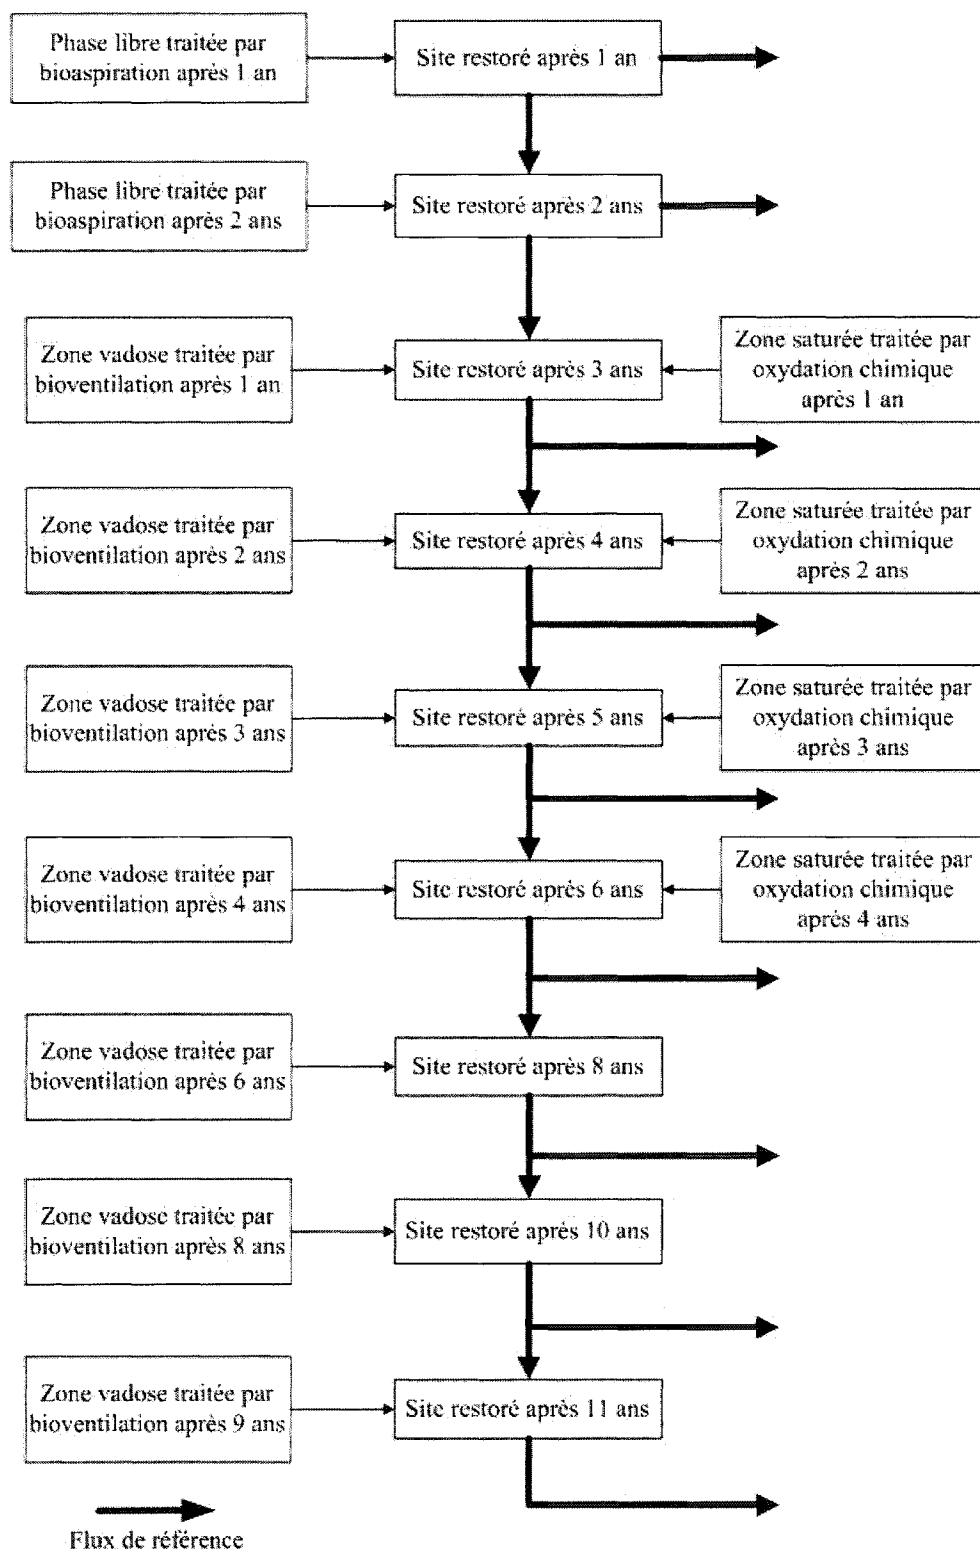 Phase libre traitée par
bioaspiration après 1 an
Site restoré après 1 an
Phase libre traitée par
bioaspiration après 2 ans
Site restoré après 2 ans
Zone vadose traitée par
bioventilation après 1 an
Site restoré après 3 ans
Zone saturée traitée par
oxydation chimique
après 1 an
Zone vadose traitée par
bioventilation après 2 ans
Site restoré après 4 ans
Zone saturée traitée par
oxydation chimique
après 2 ans
Zone vadose traitée par
bioventilation après 3 ans
Site restoré après 5 ans
Zone saturée traitée par
oxydation chimique
après 3 ans
Zone vadose traitée par
bioventilation après 4 ans
Site restoré après 6 ans
Zone saturée traitée par
oxydation chimique
après 4 ans
Zone vadose traitée par
bioventilation après 6 ans
Site restoré après 8 ans
Zone vadose traitée par
bioventilation après 8 ans
Site restoré après 10 ans
Zone vadose traitée par
bioventilation après 9 ans
Site restoré après 11 ans
Flux de référence